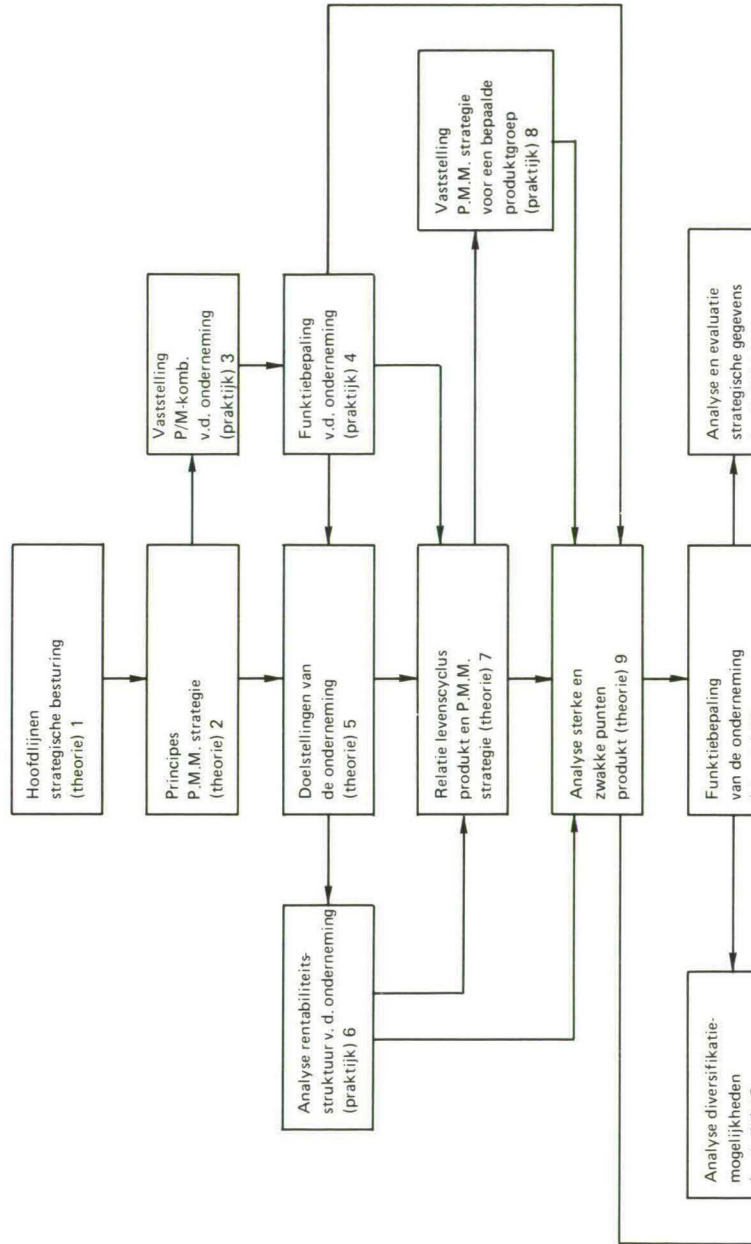 Hoofdlijnen
strategische besturing
(theorie) 1
Principes
P.M.M. strategie
(theorie) 2
Vaststelling
P/M-komb.
v.d. onderneming
(praktijk) 3
Funktiebepaling
v.d. onderneming
(praktijk) 4
Doelstellingen van
de onderneming
(theorie) 5
Analyse rentabiliteits-
struktuur v. d. onderneming
(praktijk) 6
Relatie levenscyclus
produkt en P.M.M.
strategie (theorie) 7
Vaststelling
P.M.M. strategie
voor een bepaalde
produktgroep
(praktijk) 8
Analyse sterke en
zwakke punten
produkt (theorie) 9
Funktiebepaling
van de onderneming
Analyse diversifikatie-
mogelijkheden
Analyse en evaluatie
strategische gegevens